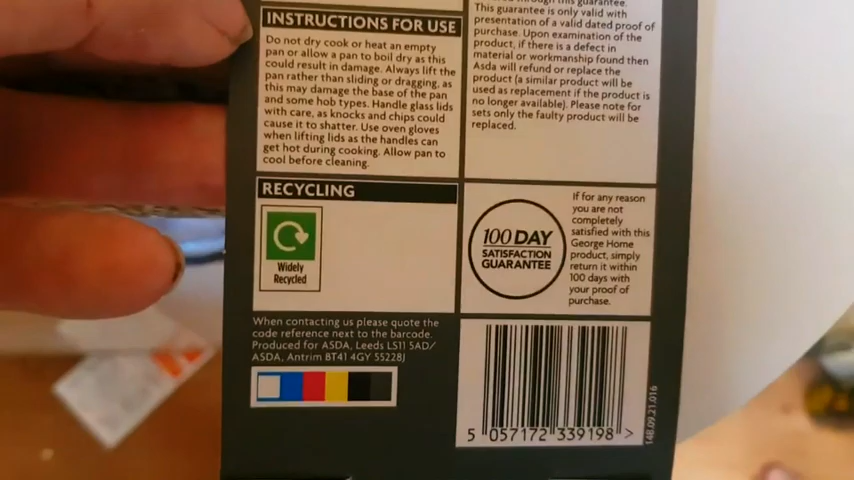 INSTRUCTIONS FOR USE
Do not dry cook or heat an empty
pan or allow a pan to boil dry as this
could result in damage. Always lift the
pan rather than sliding or dragging, as
this may damage the base of the pan
and some hob types. Handle glass lids
with care, as knocks and chips could
cause it to shatter. Use oven gloves
when lifting lids as the handles can
get hot during cooking. Allow pan to
cool before cleaning.
through this guarantee.
This guarantee is only valid with
presentation of a valid dated proof of
purchase. Upon examination of the
product, if there is a defect in
material or workmanship found then
Asda will refund or replace the
product (a similar product will be
used as replacement if the product is
no longer available). Please note for
sets only the faulty product will be
replaced.
RECYCLING
Widely
Recycled
100 DAY
SATISFACTION
GUARANTEE
If for any reason
you are not
completely
satisfied with this
George Home
product, simply
return it within
100 days with
your proof of
purchase.
When contacting us please quote the
code reference next to the barcode.
Produced for ASDA, Leeds LS11 5AD/
ASDA, Antrim BT41 4GY 55228J
5 057172 339198 >
148.09.21.016